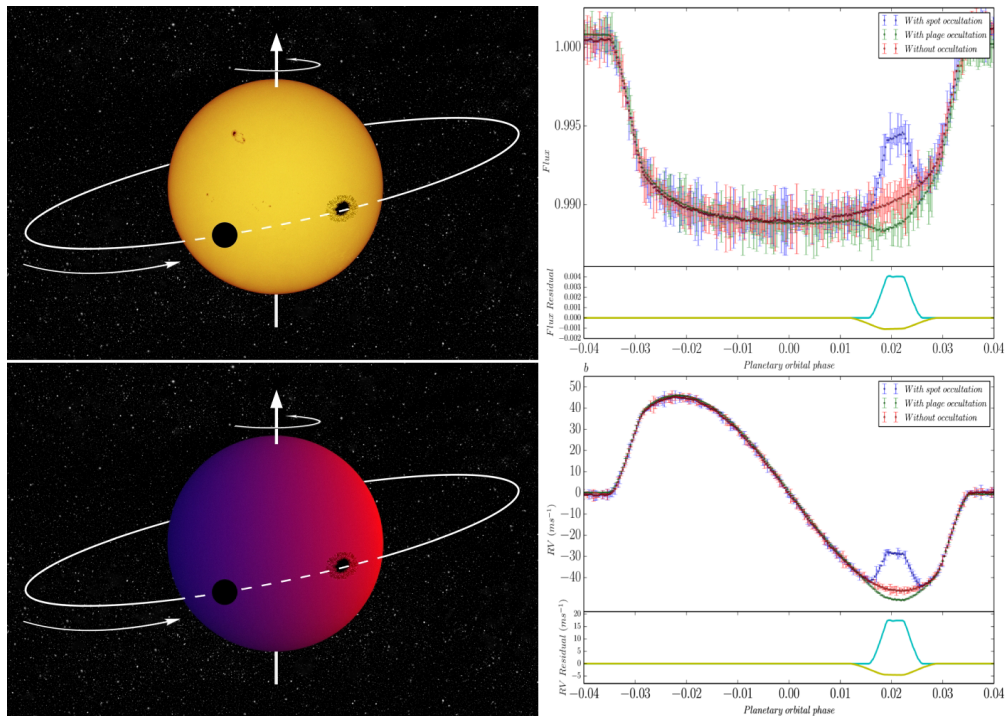 With spot occultation
With plage occultation
Without occultation
1.000
0.995
0.990
Flux
0.004
0.003
0.002
0.001
0.000
−0.001
−0.002
Flux Residual
−0.04 −0.03 −0.02 −0.01 0.00 0.01 0.02 0.03 0.04
Planetary orbital phase
b
With spot occultation
With plage occultation
Without occultation
50
40
30
20
10
0
−10
−20
−30
−40
RV (ms⁻¹)
20
15
10
5
0
−5
RV Residual (ms⁻¹)
−0.04 −0.03 −0.02 −0.01 0.00 0.01 0.02 0.03 0.04
Planetary orbital phase